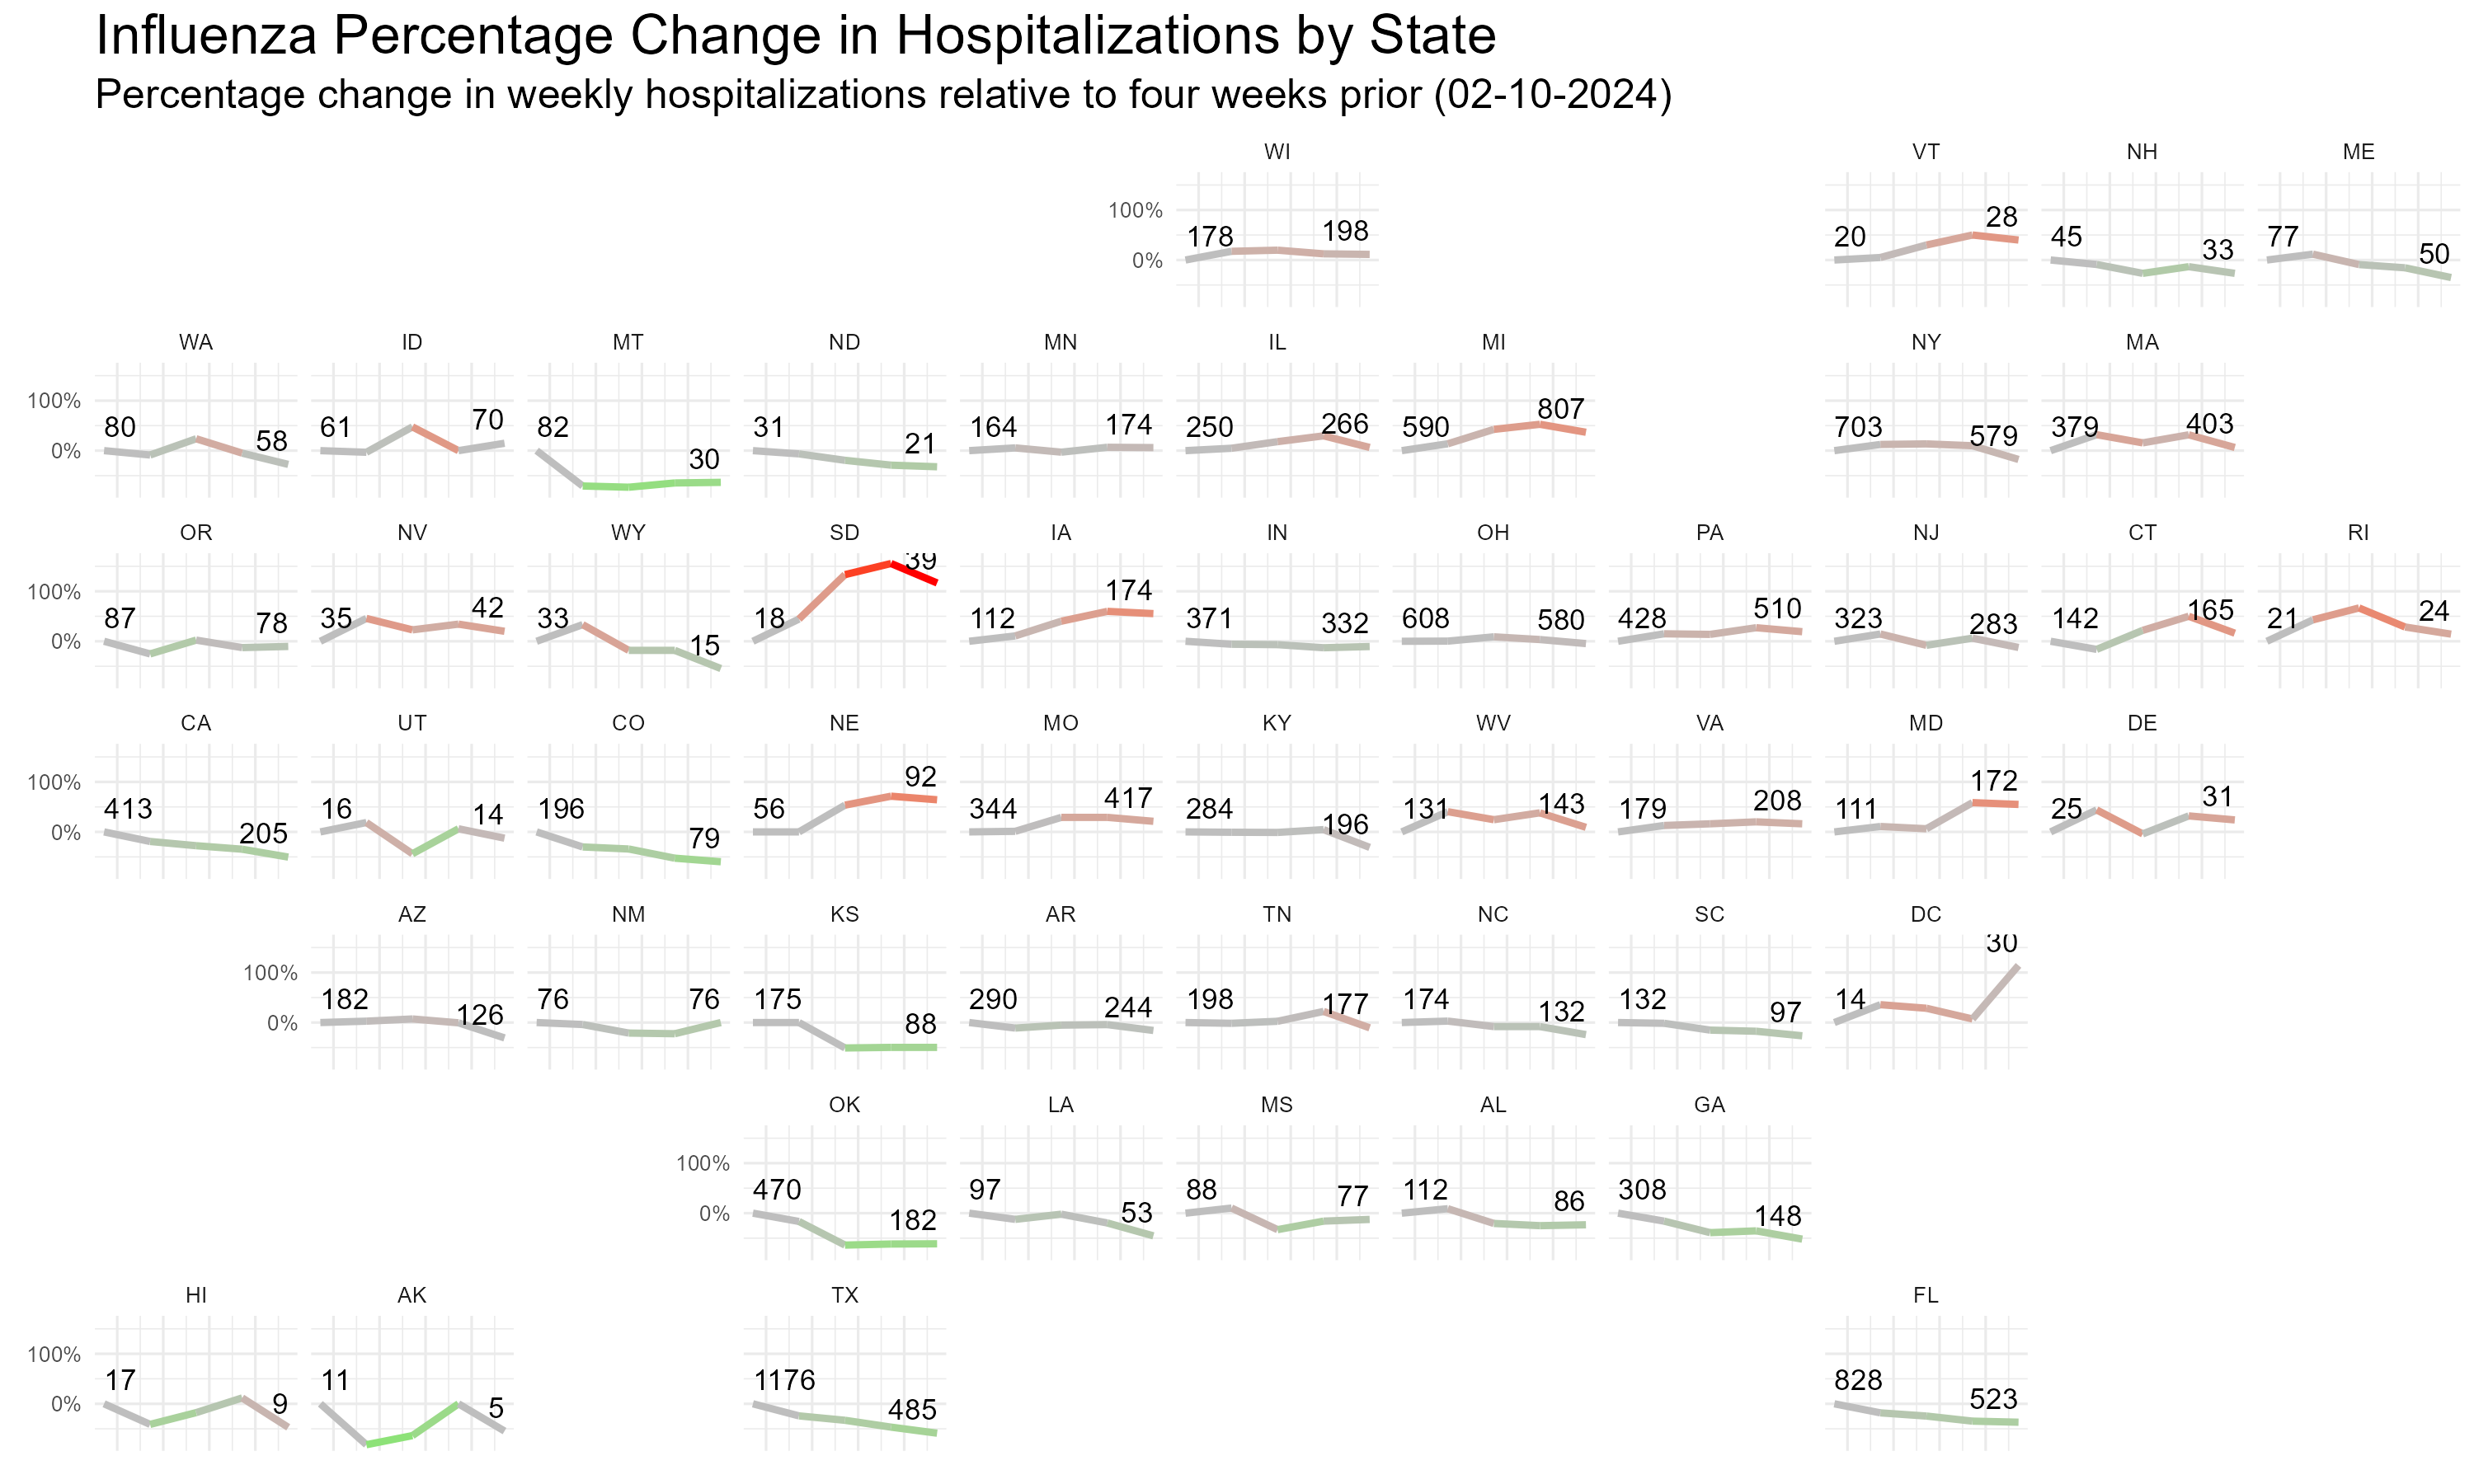 Influenza Percentage Change in Hospitalizations by State
Percentage change in weekly hospitalizations relative to four weeks prior (02-10-2024)
WI VT NH ME
100%
0%
178 198 20 28 45 33 77 50
WA ID MT ND MN IL MI NY MA
100%
0%
80 58 61 70 82 30 31 21 164 174 250 266 590 807 703 579 379 403
OR NV WY SD IA IN OH PA NJ CT RI
100%
0%
87 78 35 42 33 15 18 39 112 174 371 332 608 580 428 510 323 283 142 165 21 24
CA UT CO NE MO KY WV VA MD DE
100%
0%
413 205 16 14 196 79 56 92 344 417 284 196 131 143 179 208 111 172 25 31
AZ NM KS AR TN NC SC DC
100%
0%
182 126 76 76 175 88 290 244 198 177 174 132 132 97 14 30
OK LA MS AL GA
100%
0%
470 182 97 53 88 77 112 86 308 148
HI AK TX FL
100%
0%
17 9 11 5 1176 485 828 523